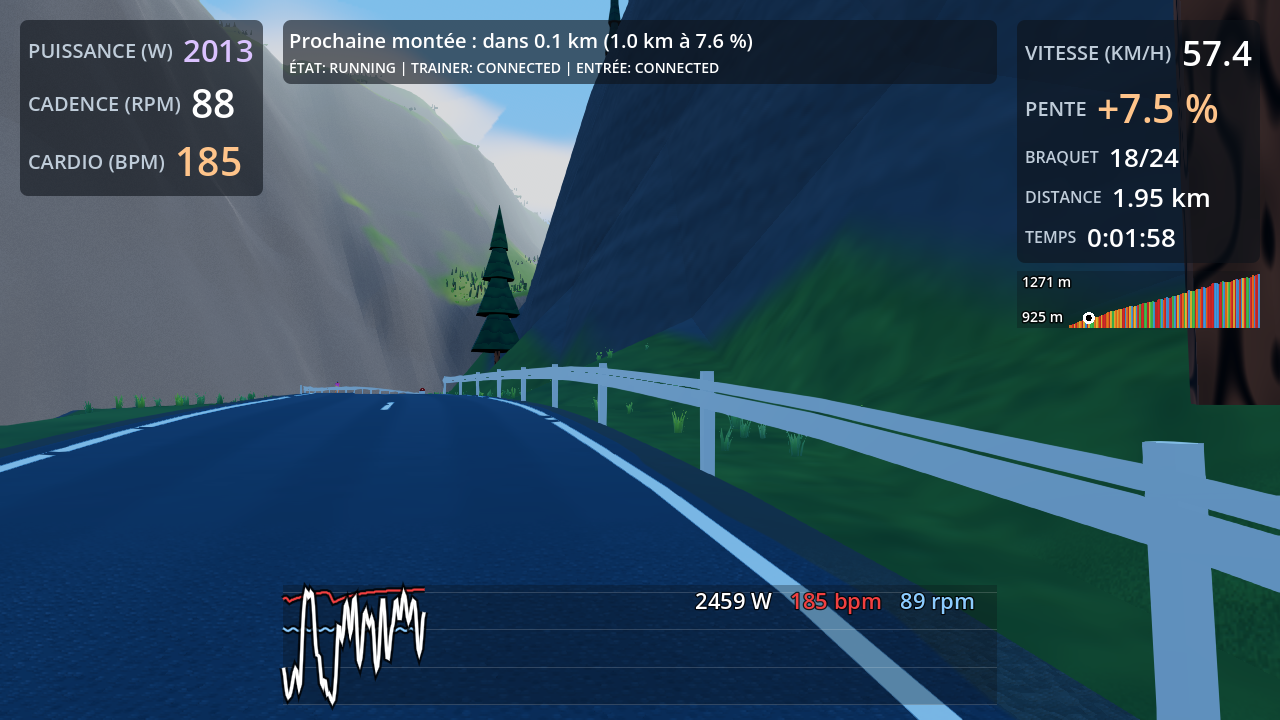 PUISSANCE (W) 2013
CADENCE (RPM) 88
CARDIO (BPM) 185
Prochaine montée : dans 0.1 km (1.0 km à 7.6 %)
ÉTAT: RUNNING | TRAINER: CONNECTED | ENTRÉE: CONNECTED
VITESSE (KM/H) 57.4
PENTE +7.5 %
BRAQUET 18/24
DISTANCE 1.95 km
TEMPS 0:01:58
1271 m
925 m
2459 W 185 bpm 89 rpm